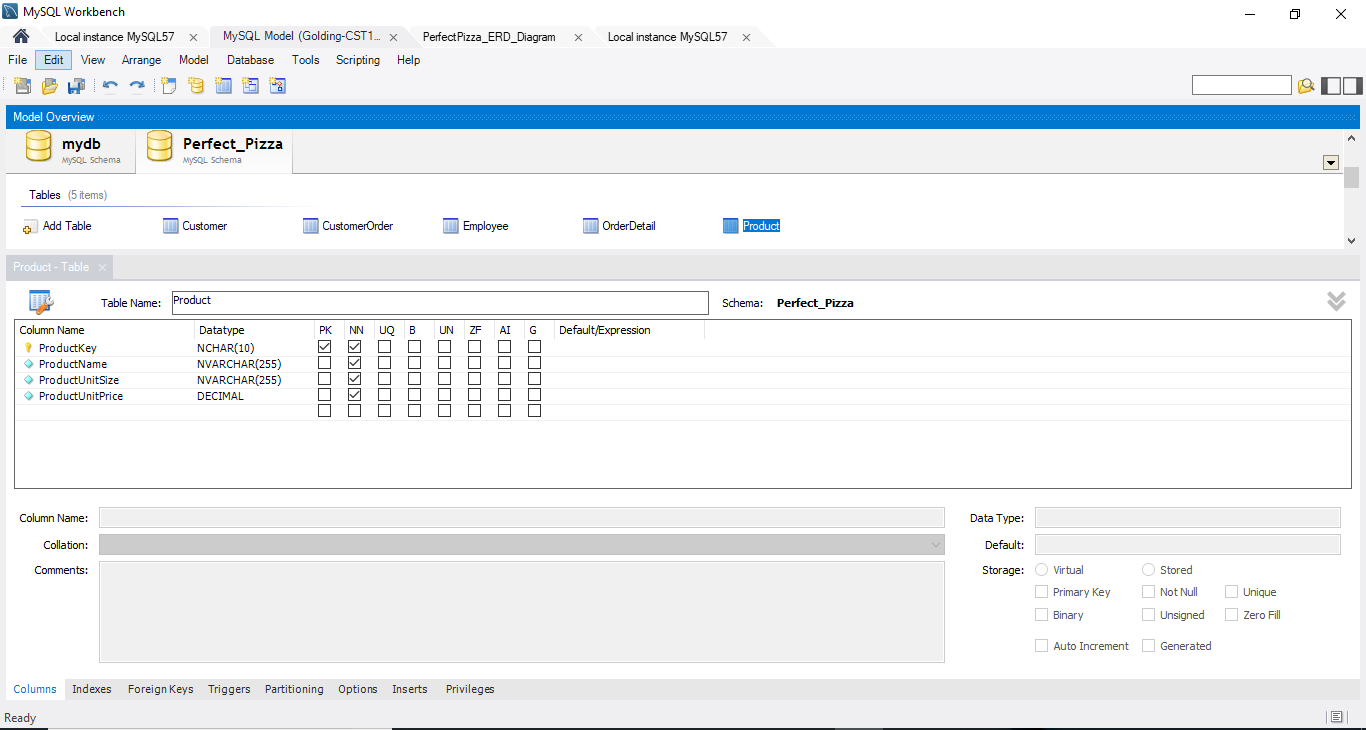 MySQL Workbench
Local instance MySQL57 MySQL Model (Golding-CST1... PerfectPizza_ERD_Diagram Local instance MySQL57
File Edit View Arrange Model Database Tools Scripting Help
Model Overview
mydb
MySQL Schema
Perfect_Pizza
MySQL Schema
Tables (5 items)
Add Table Customer CustomerOrder Employee OrderDetail Product
Product - Table
Table Name: Product Schema: Perfect_Pizza
Column Name Datatype PK NN UQ B UN ZF AI G Default/Expression
ProductKey NCHAR(10)
ProductName NVARCHAR(255)
ProductUnitSize NVARCHAR(255)
ProductUnitPrice DECIMAL
Column Name: Data Type:
Collation: Default:
Comments: Storage: Virtual Stored
Primary Key Not Null Unique
Binary Unsigned Zero Fill
Auto Increment Generated
Columns Indexes Foreign Keys Triggers Partitioning Options Inserts Privileges
Ready